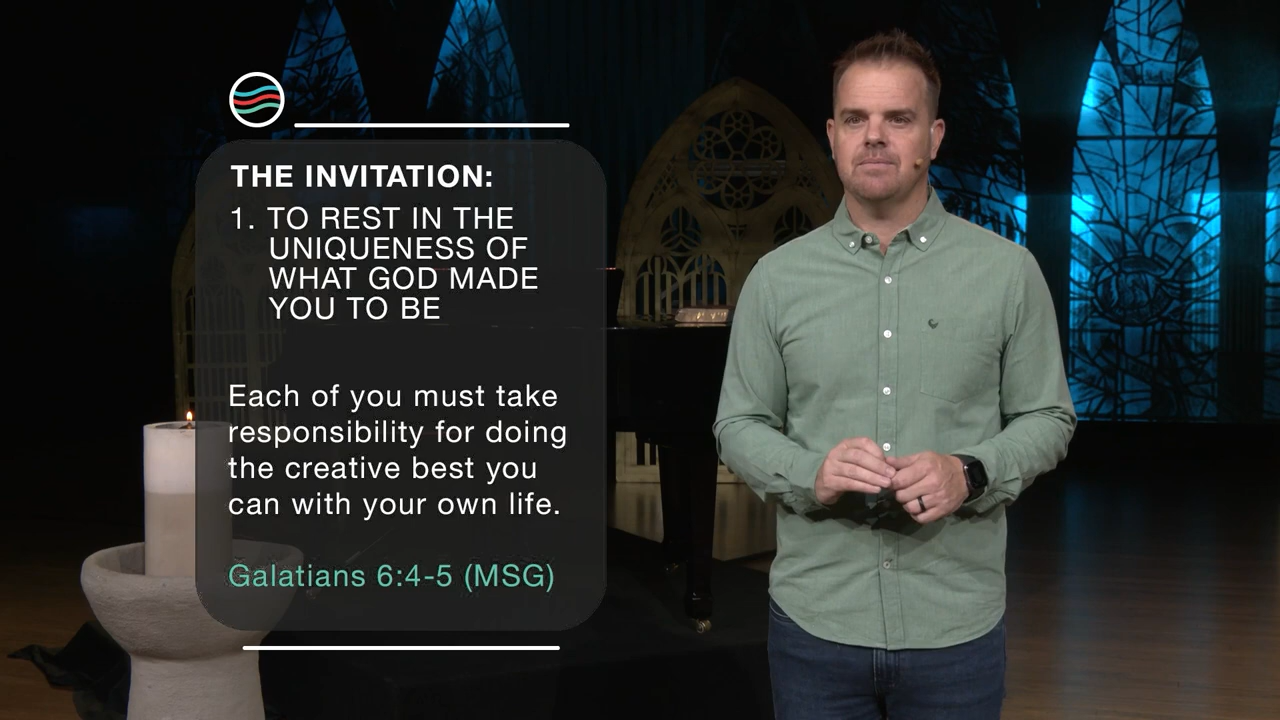 THE INVITATION:
1. TO REST IN THE
UNIQUENESS OF
WHAT GOD MADE
YOU TO BE
Each of you must take
responsibility for doing
the creative best you
can with your own life.
Galatians 6:4-5 (MSG)